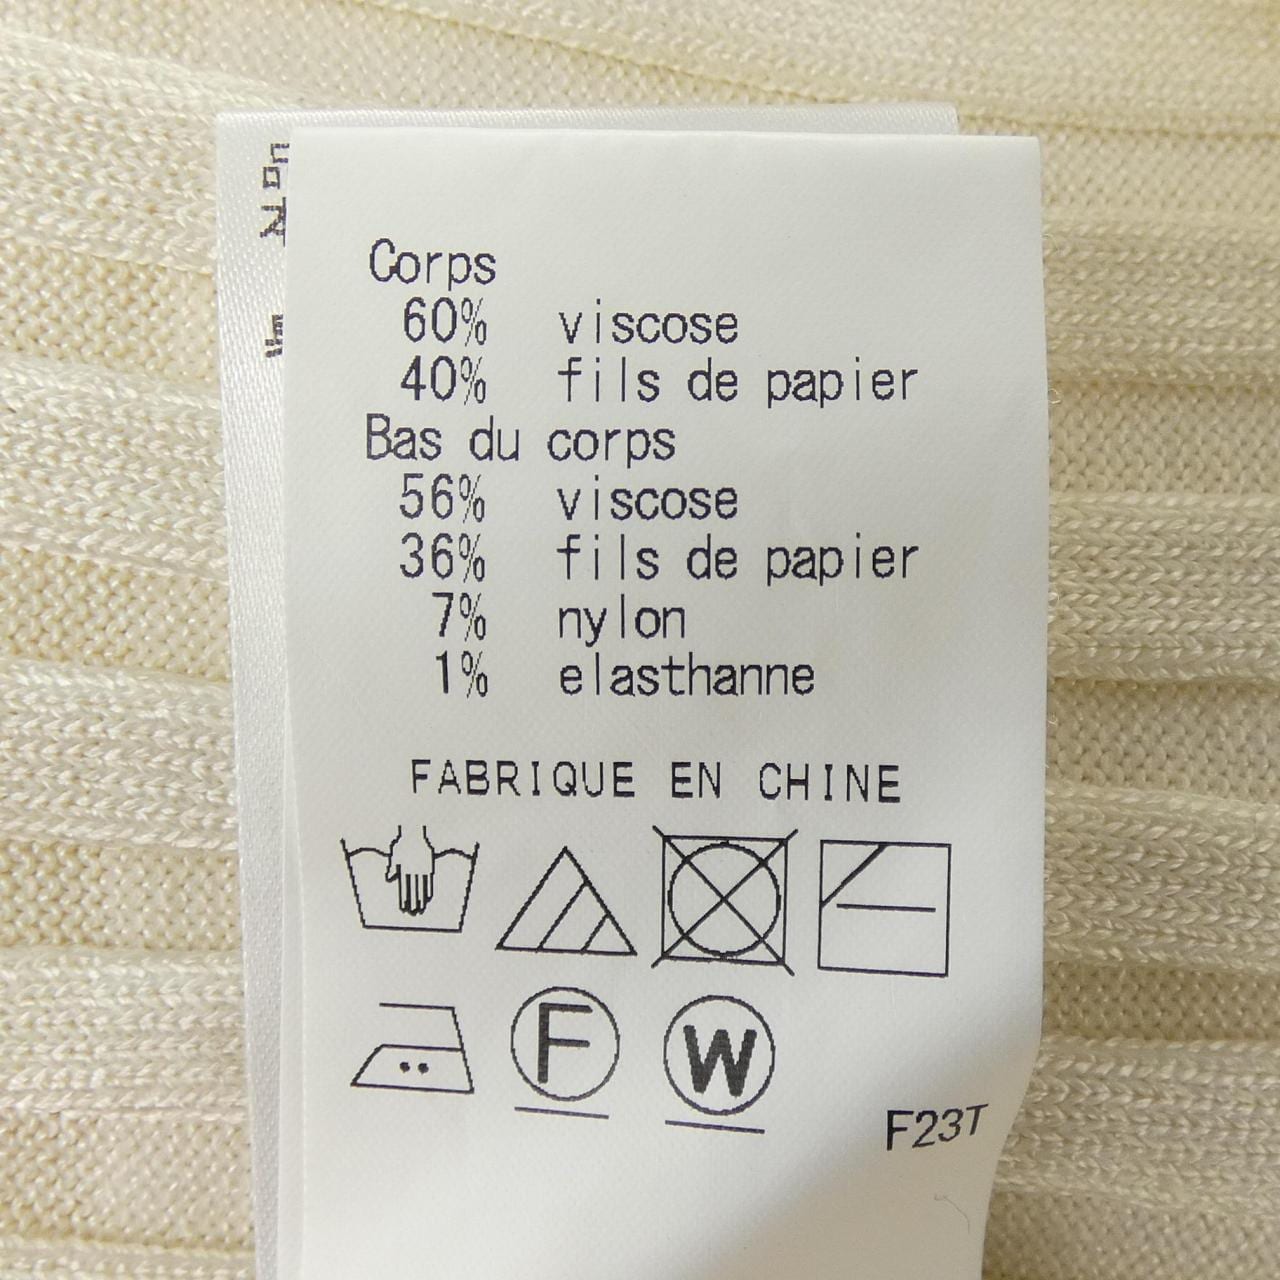 Corps
60% viscose
40% fils de papier
Bas du corps
56% viscose
36% fils de papier
7% nylon
1% elasthanne
FABRIQUE EN CHINE
F
W
F23T